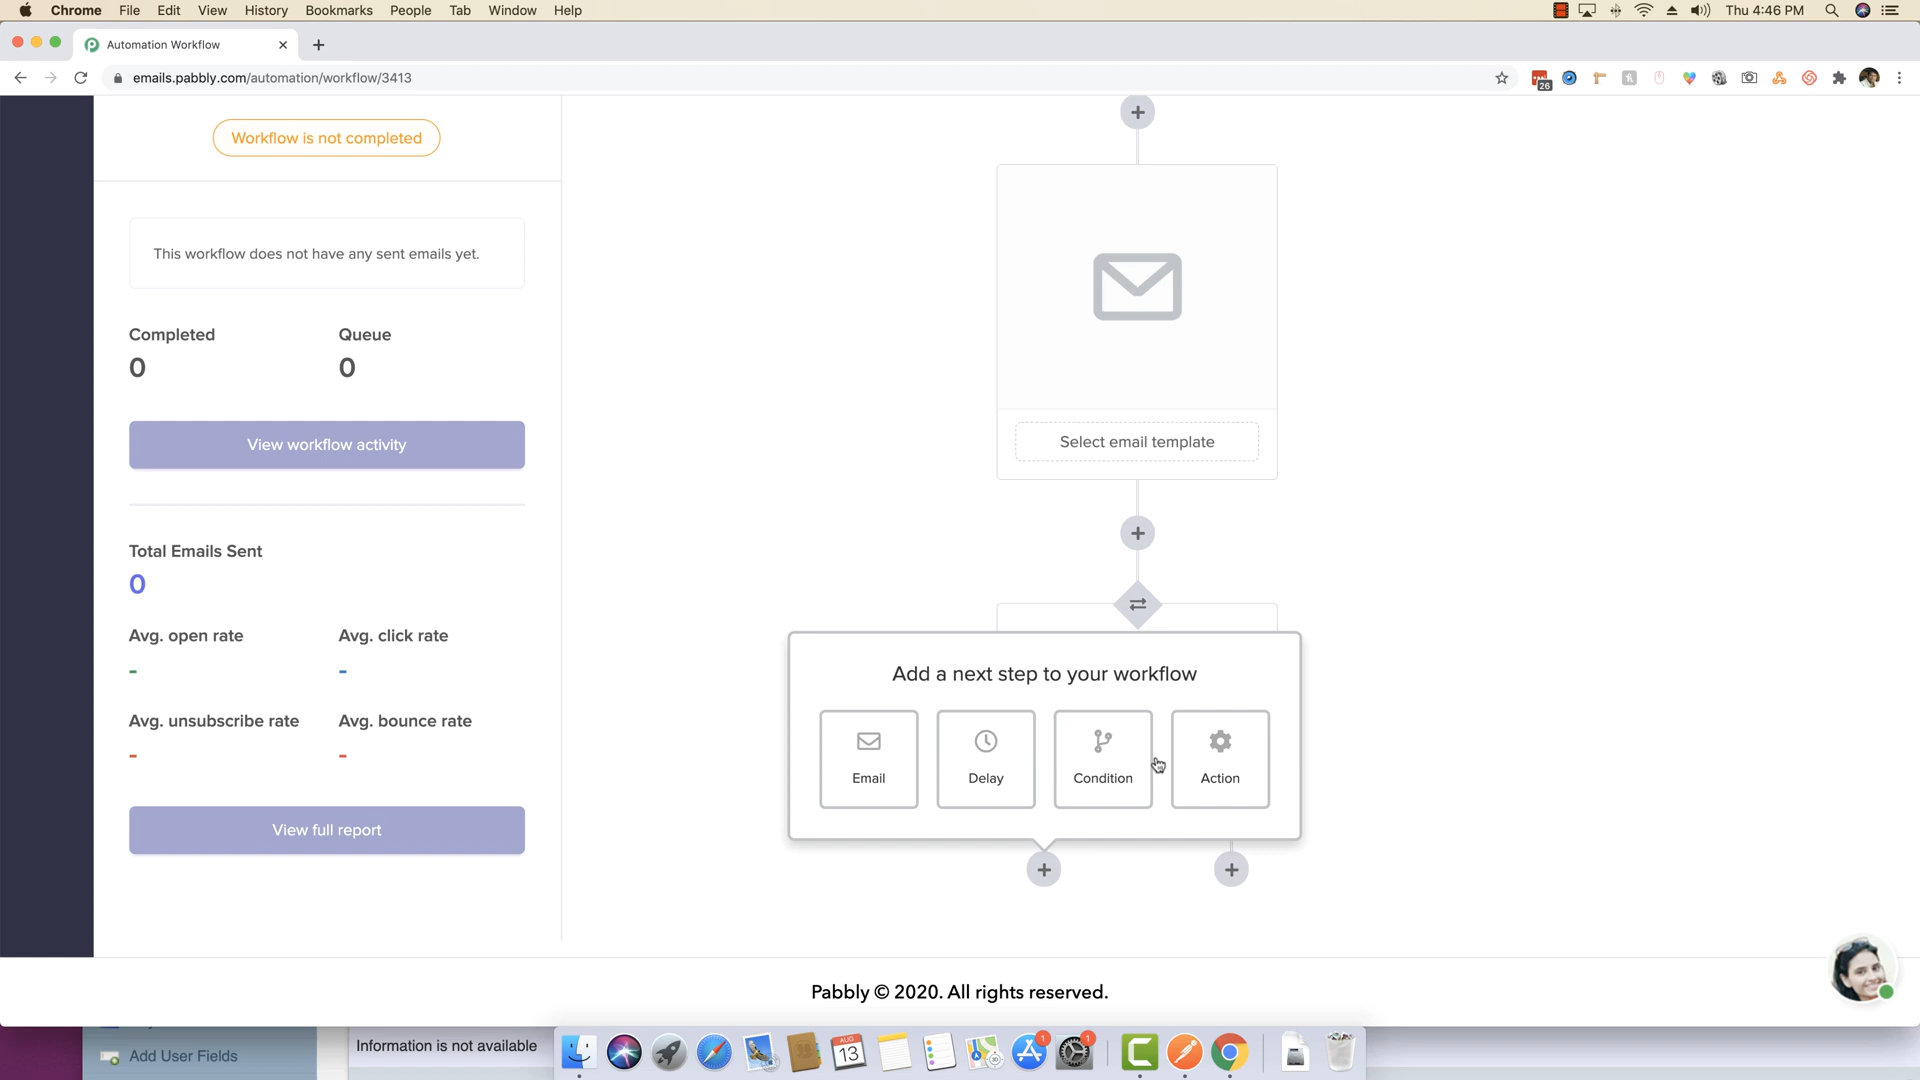 Chrome File Edit View History Bookmarks People Tab Window Help Thu 4:46 PM
Automation Workflow
emails.pabbly.com/automation/workflow/3413
26
Workflow is not completed
This workflow does not have any sent emails yet.
Completed Queue
0 0
View workflow activity
Total Emails Sent
0
Avg. open rate Avg. click rate
- -
Avg. unsubscribe rate Avg. bounce rate
- -
View full report
Select email template
Add a next step to your workflow
Email Delay Condition Action
Pabbly © 2020. All rights reserved.
Add User Fields
Information is not available
AUG
13
1
1